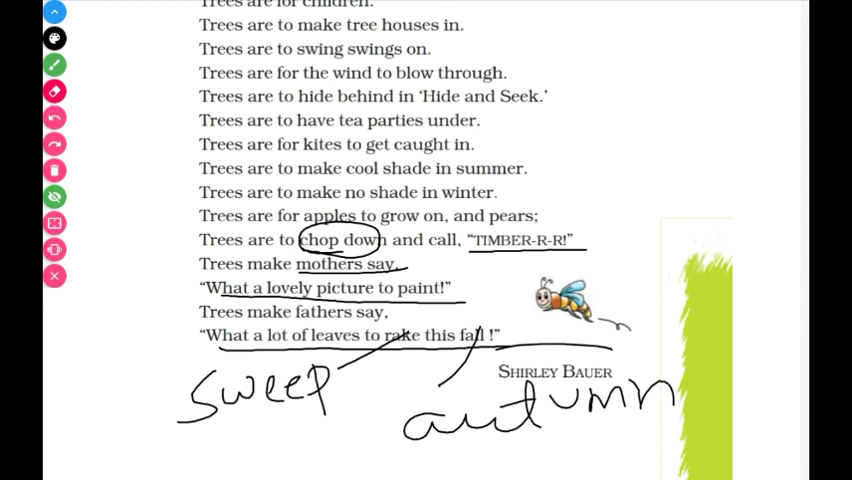 Trees are for children.
Trees are to make tree houses in.
Trees are to swing swings on.
Trees are for the wind to blow through.
Trees are to hide behind in ‘Hide and Seek.’
Trees are to have tea parties under.
Trees are for kites to get caught in.
Trees are to make cool shade in summer.
Trees are to make no shade in winter.
Trees are for apples to grow on, and pears;
Trees are to chop down and call, “TIMBER-R-R!”
Trees make mothers say,
“What a lovely picture to paint!”
Trees make fathers say,
“What a lot of leaves to rake this fall !”
SHIRLEY BAUER
sweep
autumn